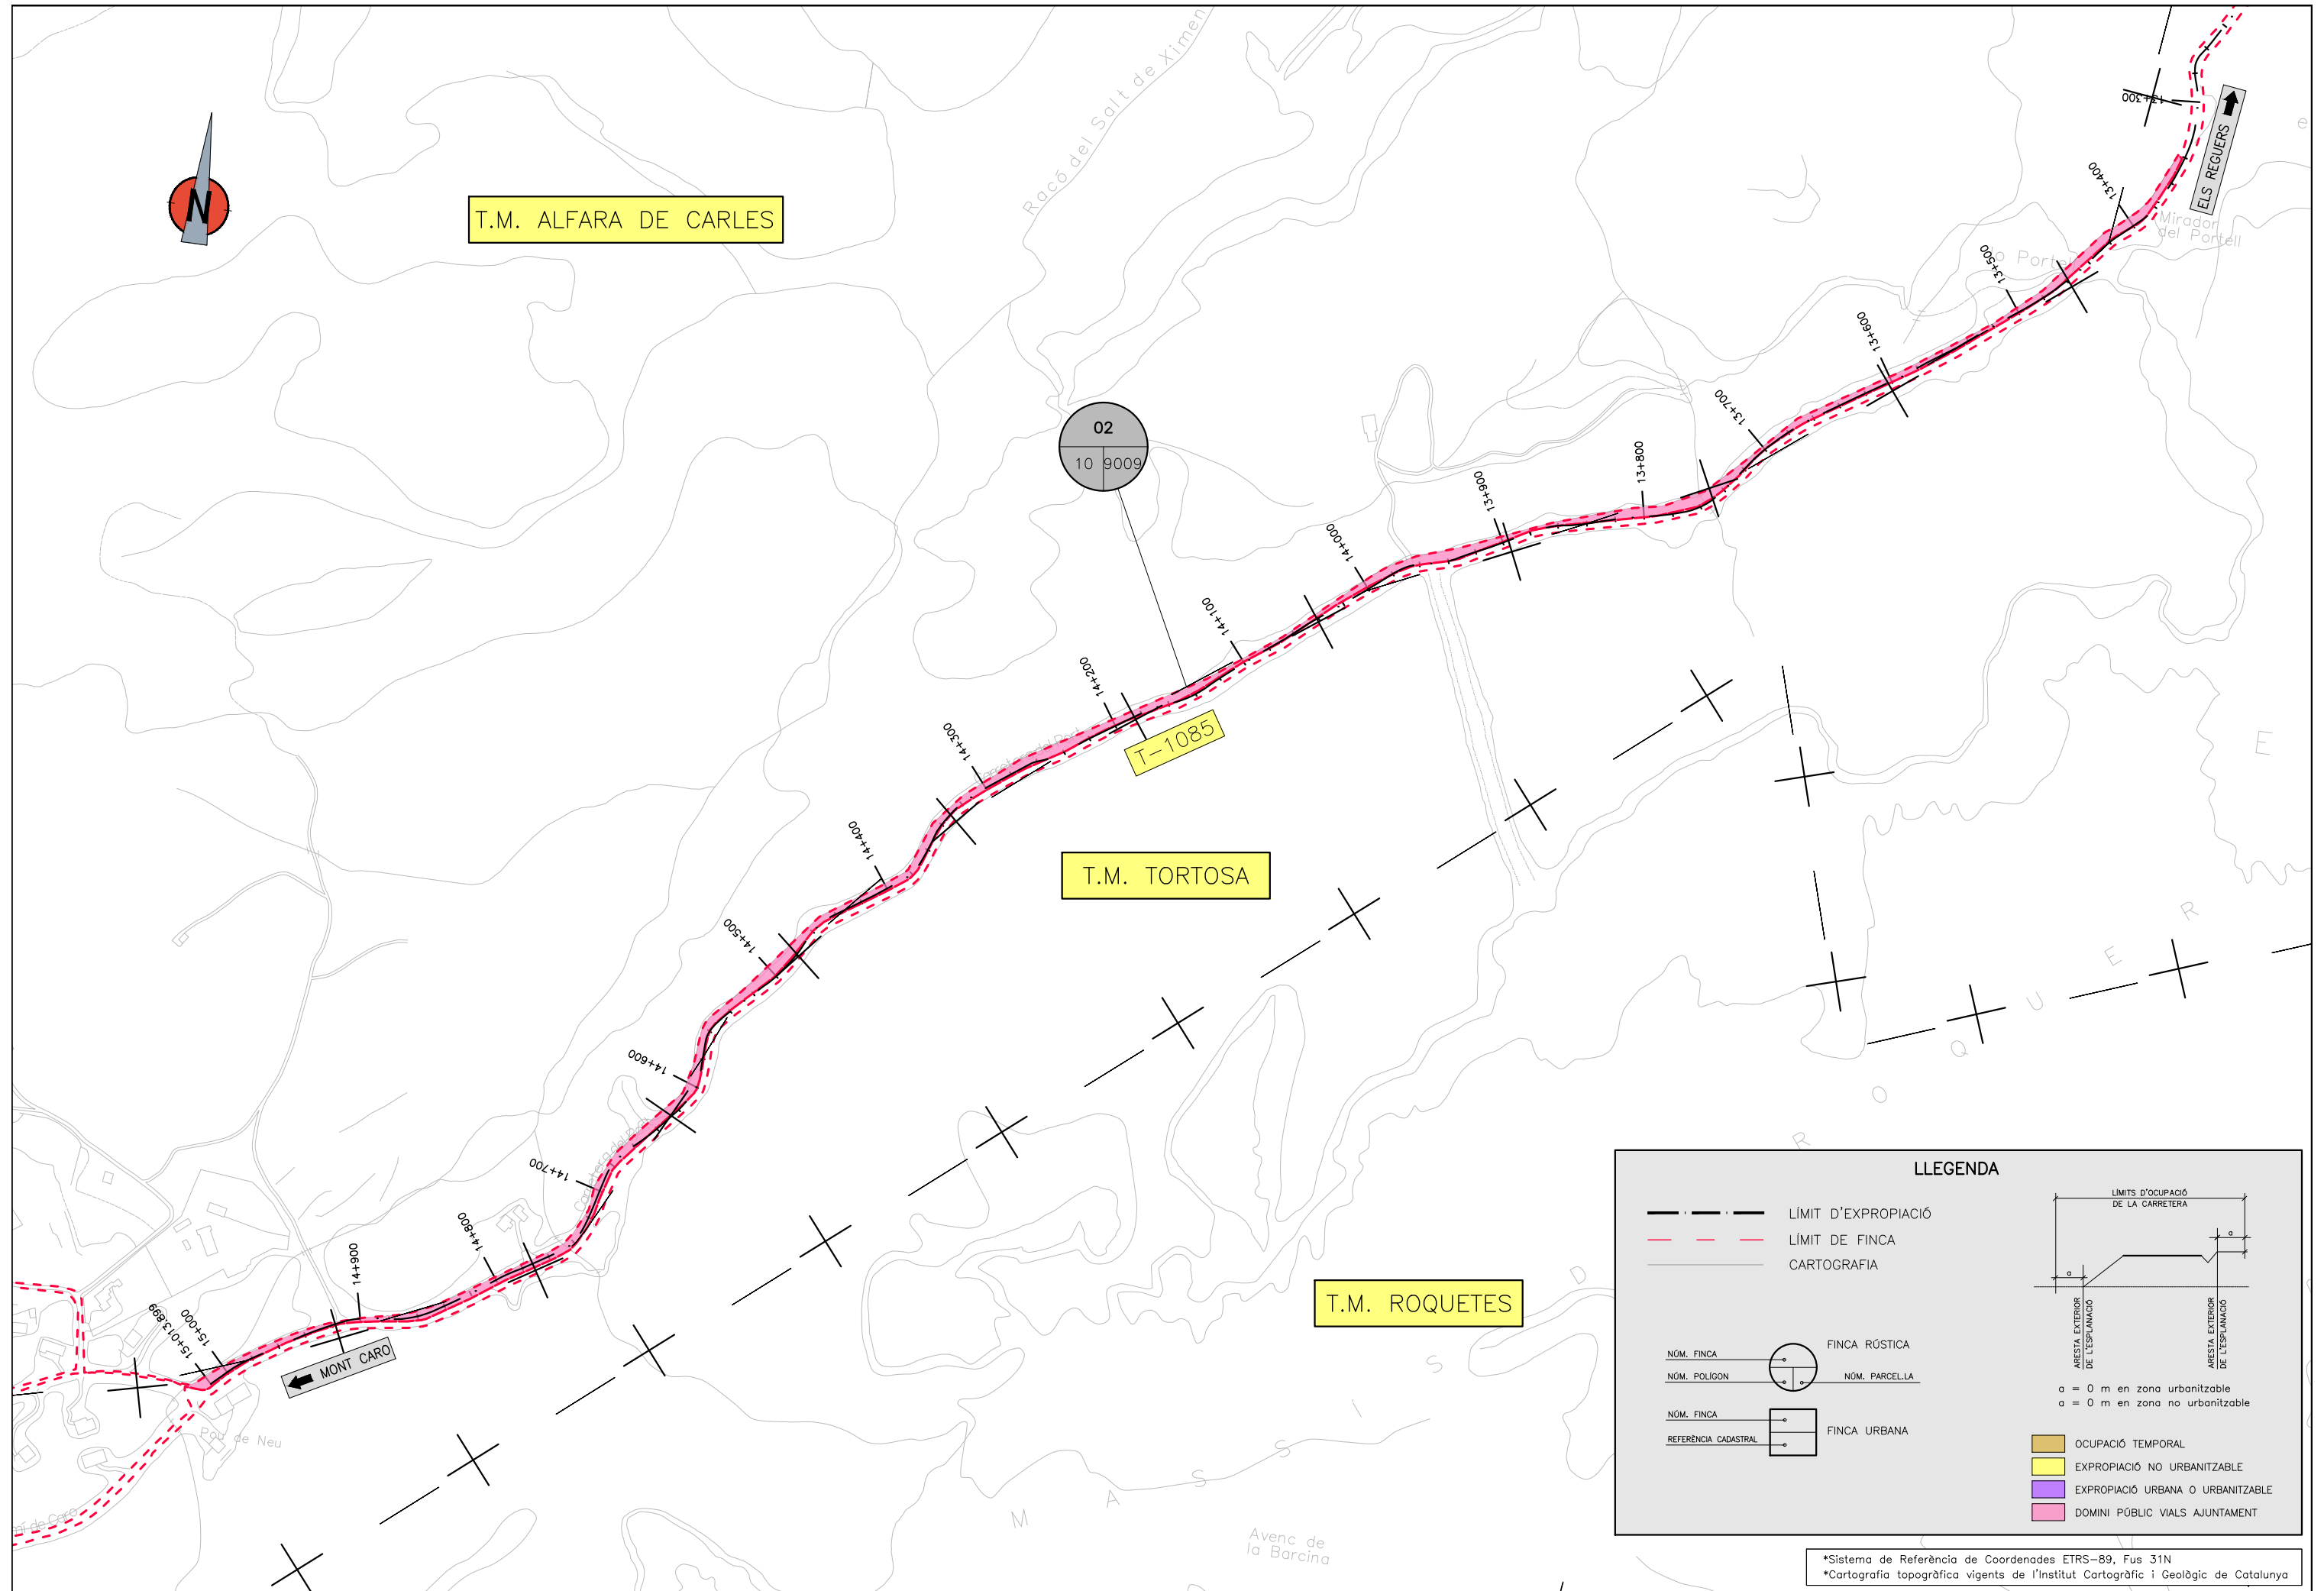 Racó del Salt de Ximen
13+300
ELS REGUERS
N
T.M. ALFARA DE CARLES
13+400
Mirador
del Portell
13+500
13+600
13+700
02
10 9009
13+800
13+900
14+000
14+100
14+200
T-1085
14+300
14+400
T.M. TORTOSA
14+500
14+600
14+700
14+800
14+900
15+000
15+013.899
MONT CARO
Pou de Neu
T.M. ROQUETES
E
R
E
U
Q
O
R
D
S
I
S
S
A
M
Avenc de
la Barcina
LLEGENDA
LÍMIT D'EXPROPIACIÓ
LÍMIT DE FINCA
CARTOGRAFIA
LÍMITS D'OCUPACIÓ
DE LA CARRETERA
a
a
ARESTA EXTERIOR
DE L'ESPLANACIÓ
ARESTA EXTERIOR
DE L'ESPLANACIÓ
NÚM. FINCA
NÚM. POLÍGON
FINCA RÚSTICA
NÚM. PARCEL.LA
NÚM. FINCA
REFERÈNCIA CADASTRAL
FINCA URBANA
a = 0 m en zona urbanitzable
a = 0 m en zona no urbanitzable
OCUPACIÓ TEMPORAL
EXPROPIACIÓ NO URBANITZABLE
EXPROPIACIÓ URBANA O URBANITZABLE
DOMINI PÚBLIC VIALS AJUNTAMENT
*Sistema de Referència de Coordenades ETRS-89, Fus 31N
*Cartografia topogràfica vigents de l'Institut Cartogràfic i Geològic de Catalunya